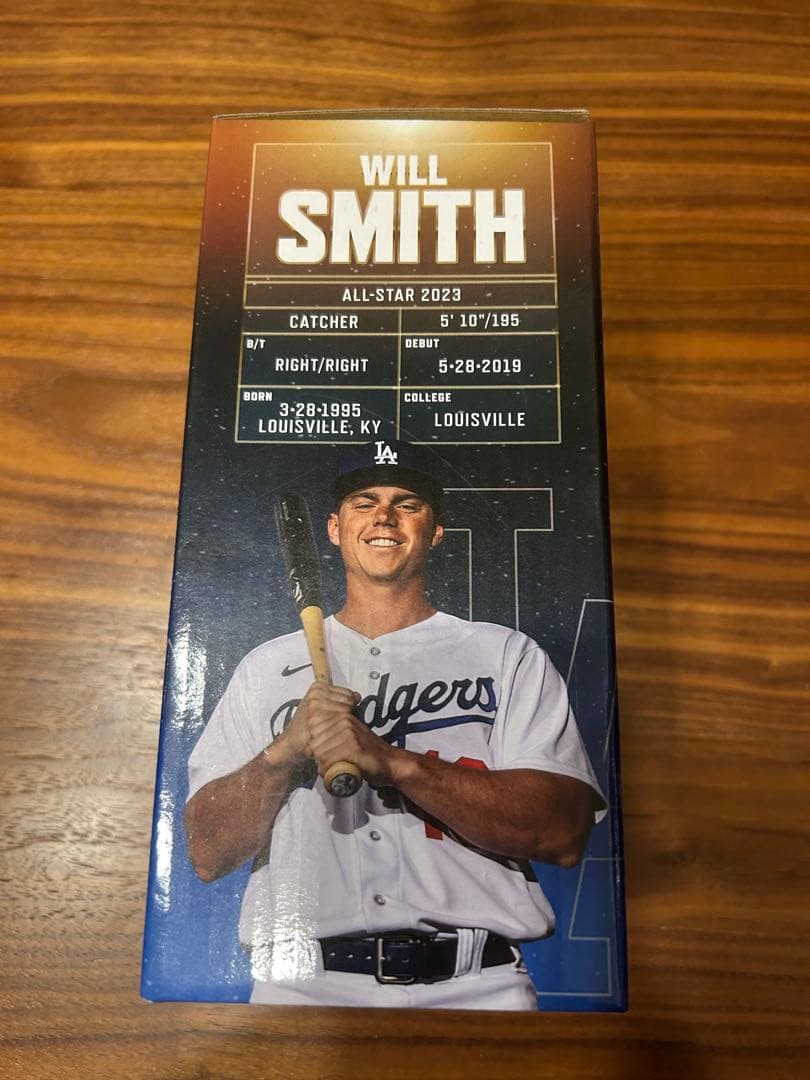 WILL
SMITH
ALL-STAR 2023
CATCHER
5' 10"/195
B/T
RIGHT/RIGHT
DEBUT
5•28•2019
BORN
3•28•1995
LOUISVILLE, KY
COLLEGE
LOUISVILLE
LA
Dodgers